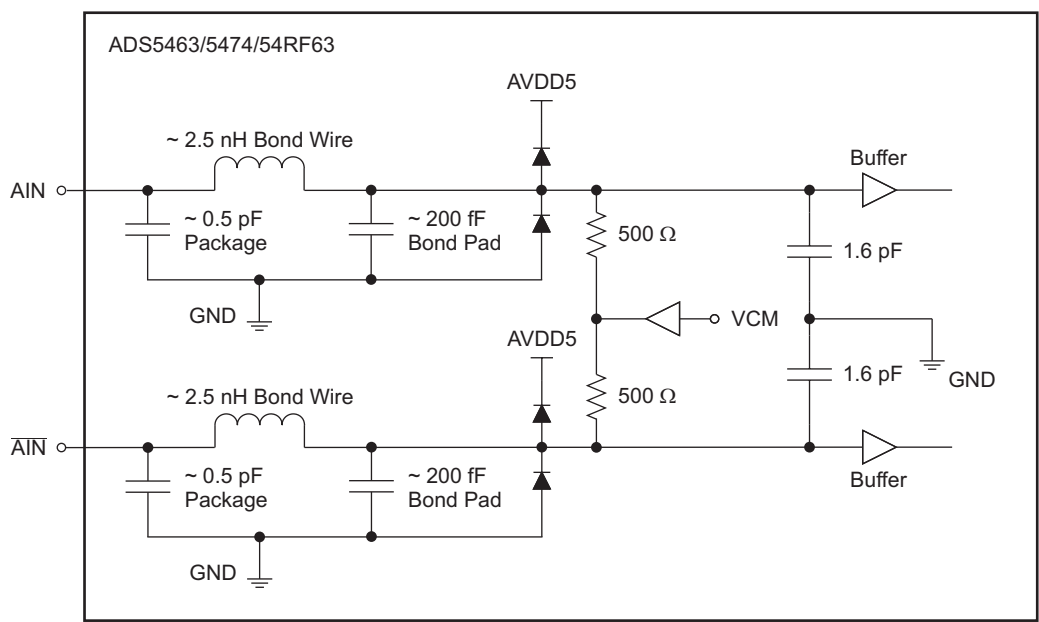 ADS5463/5474/54RF63
AVDD5
~ 2.5 nH Bond Wire
Buffer
AIN
~ 0.5 pF
Package
~ 200 fF
Bond Pad
500 Ω
1.6 pF
GND
VCM
AVDD5
1.6 pF
GND
~ 2.5 nH Bond Wire
500 Ω
A̅I̅N̅
~ 0.5 pF
Package
~ 200 fF
Bond Pad
Buffer
GND